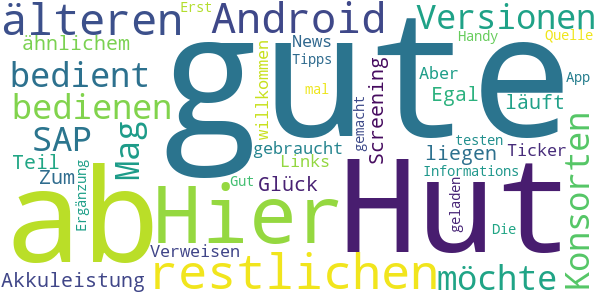 älteren
Erst
Android
Versionen
ähnlichem
News
Handy
Quelle
bedient
willkommen
Tipps
gute
Aber
App
bedienen
mal
Screening
Egal
läuft
SAP
Mag
gebraucht
gemacht
testen
liegen
Ticker
Konsorten
Teil
Links
Zum
Ergänzung
Gut
Glück
Informations
geladen
ab
Hier
Hut
Die
Verweisen
Akkuleistung
restlichen
möchte